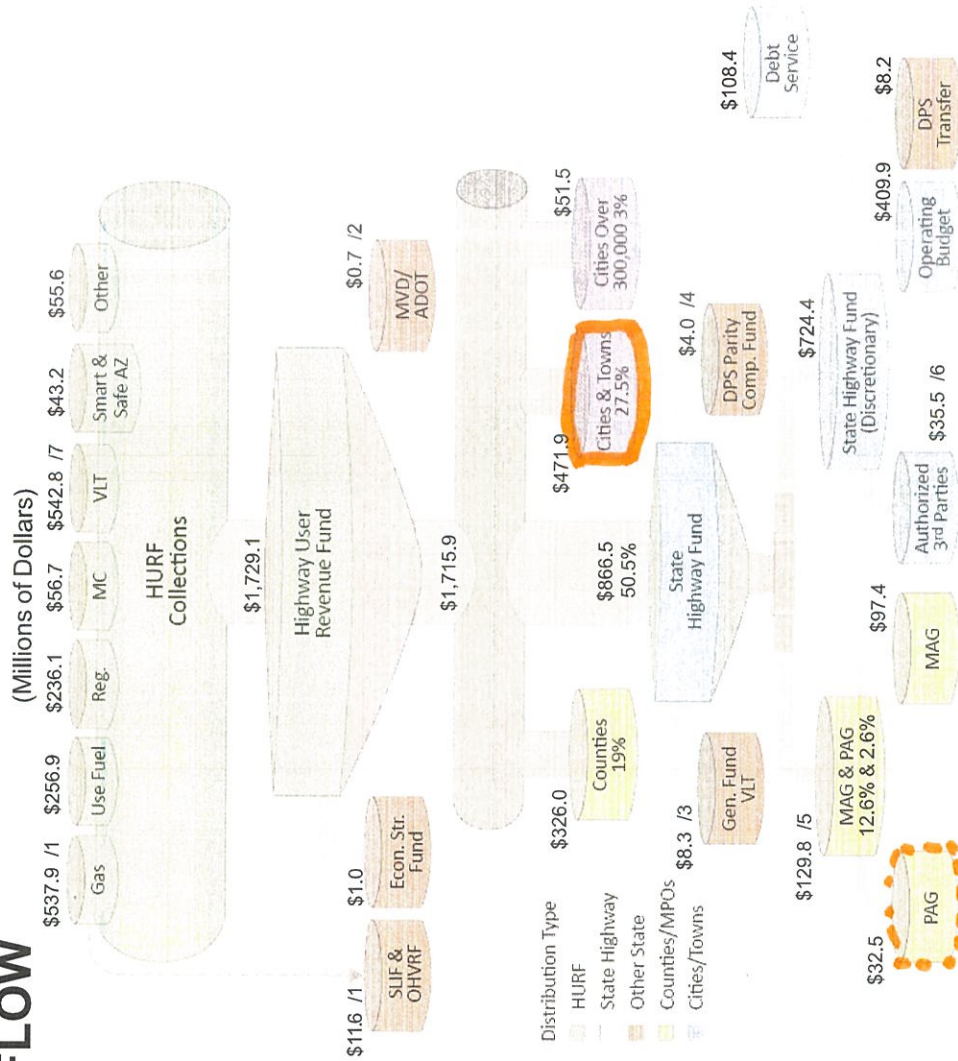 FLOW
(Millions of Dollars)
$537.9 /1
$256.9
$236.1
$56.7
$542.8 /7
$43.2
$55.6
Gas
Use Fuel
Reg.
MC
VLT
Smart &
Safe AZ
Other
HURF
Collections
$1,729.1
$11.6 /1
SLIF &
OHVRF
$1.0
Econ. Str.
Fund
Highway User
Revenue Fund
$0.7 /2
MVD/
ADOT
$1,715.9
$326.0
Counties
19%
$866.5
50.5%
$471.9
Cities & Towns
27.5%
$51.5
Cities Over
300,000 3%
Distribution Type
HURF
State Highway
Other State
Counties/MPOs
Cities/Towns
State
Highway Fund
$8.3 /3
Gen. Fund
VLT
$4.0 /4
DPS Parity
Comp. Fund
$108.4
Debt
Service
$129.8 /5
MAG & PAG
12.6% & 2.6%
$724.4
State Highway Fund
(Discretionary)
$32.5
PAG
$97.4
MAG
$35.5 /6
Authorized
3rd Parties
$409.9
Operating
Budget
$8.2
DPS
Transfer